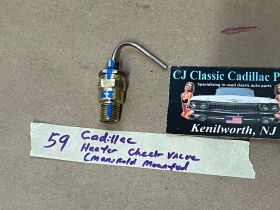 CJ Classic Cadillac P
Specializing in used classic auto parts
Kenilworth, NJ
59 Cadillac
Heater Check Valve
(Manifold Mounted